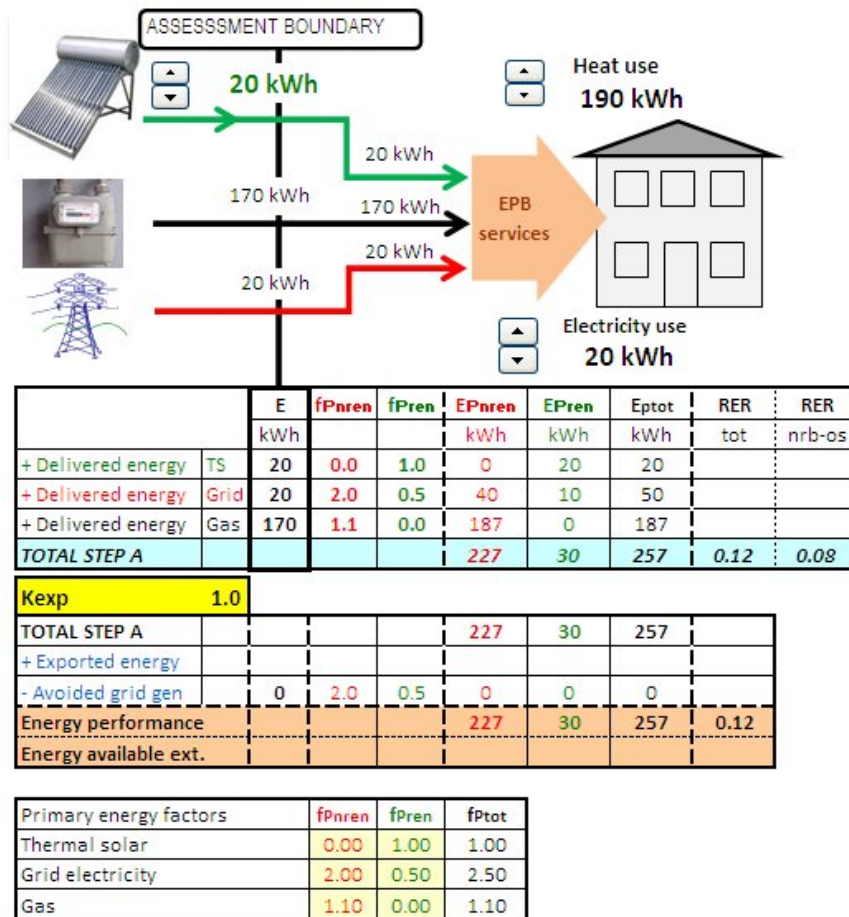 ASSESSSMENT BOUNDARY
20 kWh
Heat use
190 kWh
20 kWh
170 kWh
170 kWh
EPB
services
20 kWh
20 kWh
Electricity use
20 kWh
E fPnren fPren EPnren EPren Eptot RER RER
kWh kWh kWh kWh tot nrb-os
+ Delivered energy TS 20 0.0 1.0 0 20 20
+ Delivered energy Grid 20 2.0 0.5 40 10 50
+ Delivered energy Gas 170 1.1 0.0 187 0 187
TOTAL STEP A 227 30 257 0.12 0.08
Kexp 1.0
TOTAL STEP A 227 30 257
+ Exported energy
- Avoided grid gen 0 2.0 0.5 0 0 0
Energy performance 227 30 257 0.12
Energy available ext.
Primary energy factors fPnren fPren fPtot
Thermal solar 0.00 1.00 1.00
Grid electricity 2.00 0.50 2.50
Gas 1.10 0.00 1.10